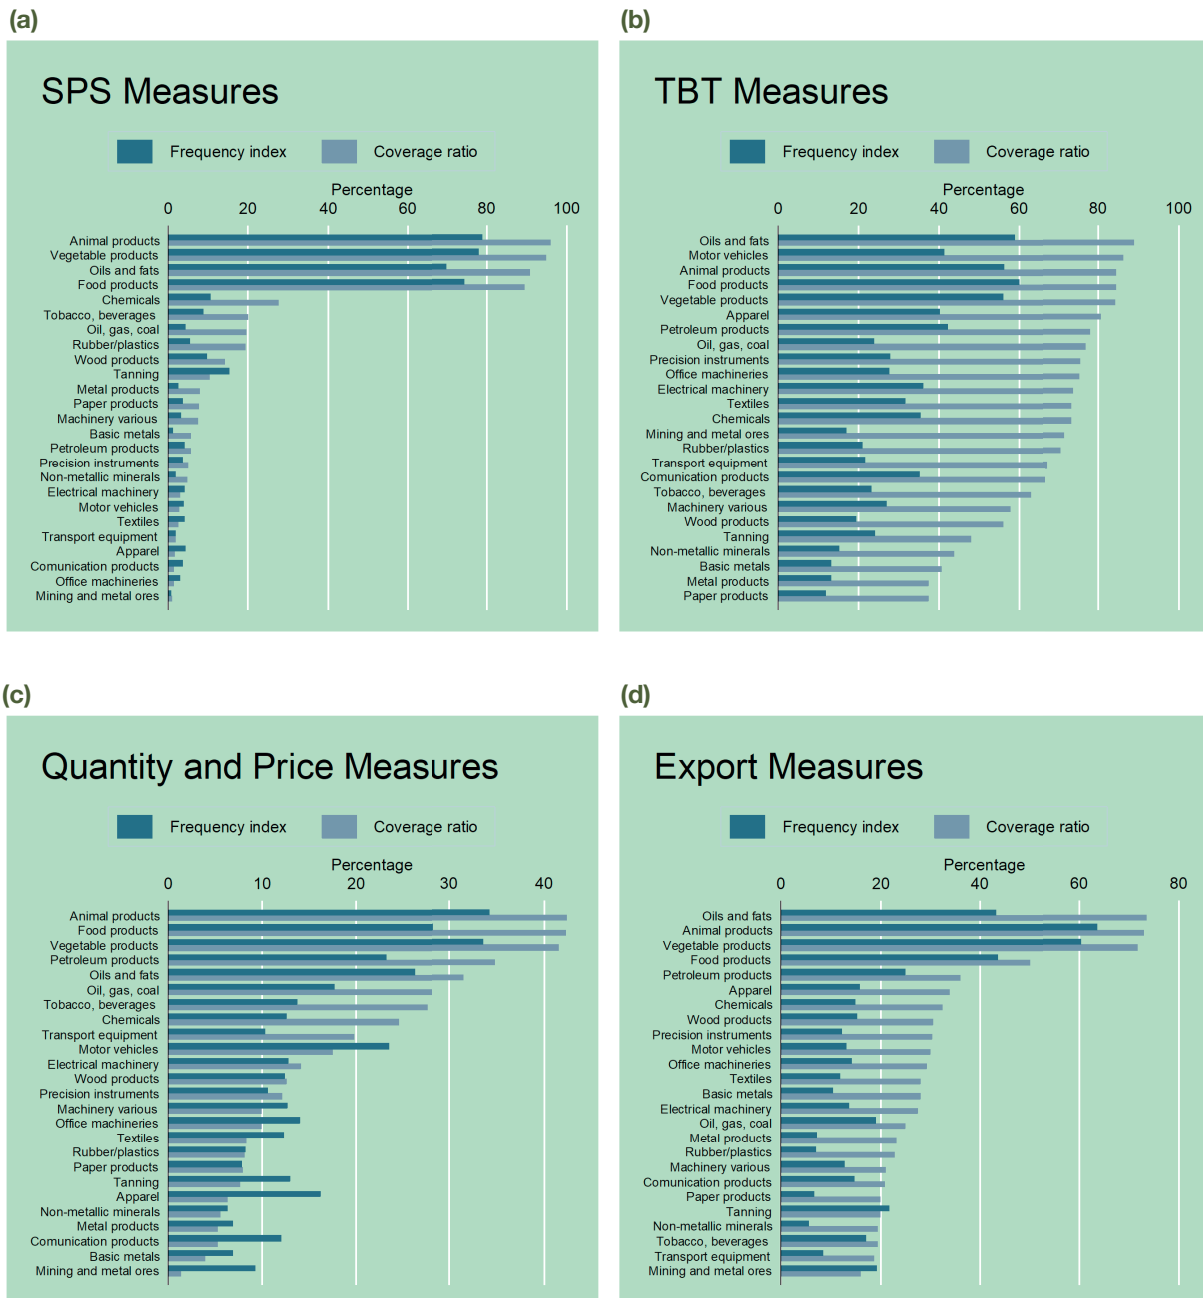 (a)
SPS Measures
Frequency index Coverage ratio
Percentage
0 20 40 60 80 100
Animal products
Vegetable products
Oils and fats
Food products
Chemicals
Tobacco, beverages
Oil, gas, coal
Rubber/plastics
Wood products
Tanning
Metal products
Paper products
Machinery various
Basic metals
Petroleum products
Precision instruments
Non-metallic minerals
Electrical machinery
Motor vehicles
Textiles
Transport equipment
Apparel
Comunication products
Office machineries
Mining and metal ores
(b)
TBT Measures
Frequency index Coverage ratio
Percentage
0 20 40 60 80 100
Oils and fats
Motor vehicles
Animal products
Food products
Vegetable products
Apparel
Petroleum products
Oil, gas, coal
Precision instruments
Office machineries
Electrical machinery
Textiles
Chemicals
Mining and metal ores
Rubber/plastics
Transport equipment
Comunication products
Tobacco, beverages
Machinery various
Wood products
Tanning
Non-metallic minerals
Basic metals
Metal products
Paper products
(c)
Quantity and Price Measures
Frequency index Coverage ratio
Percentage
0 10 20 30 40
Animal products
Food products
Vegetable products
Petroleum products
Oils and fats
Oil, gas, coal
Tobacco, beverages
Chemicals
Transport equipment
Motor vehicles
Electrical machinery
Wood products
Precision instruments
Machinery various
Office machineries
Textiles
Rubber/plastics
Paper products
Tanning
Apparel
Non-metallic minerals
Metal products
Comunication products
Basic metals
Mining and metal ores
(d)
Export Measures
Frequency index Coverage ratio
Percentage
0 20 40 60 80
Oils and fats
Animal products
Vegetable products
Food products
Petroleum products
Apparel
Chemicals
Wood products
Precision instruments
Motor vehicles
Office machineries
Textiles
Basic metals
Electrical machinery
Oil, gas, coal
Metal products
Rubber/plastics
Machinery various
Comunication products
Paper products
Tanning
Non-metallic minerals
Tobacco, beverages
Transport equipment
Mining and metal ores